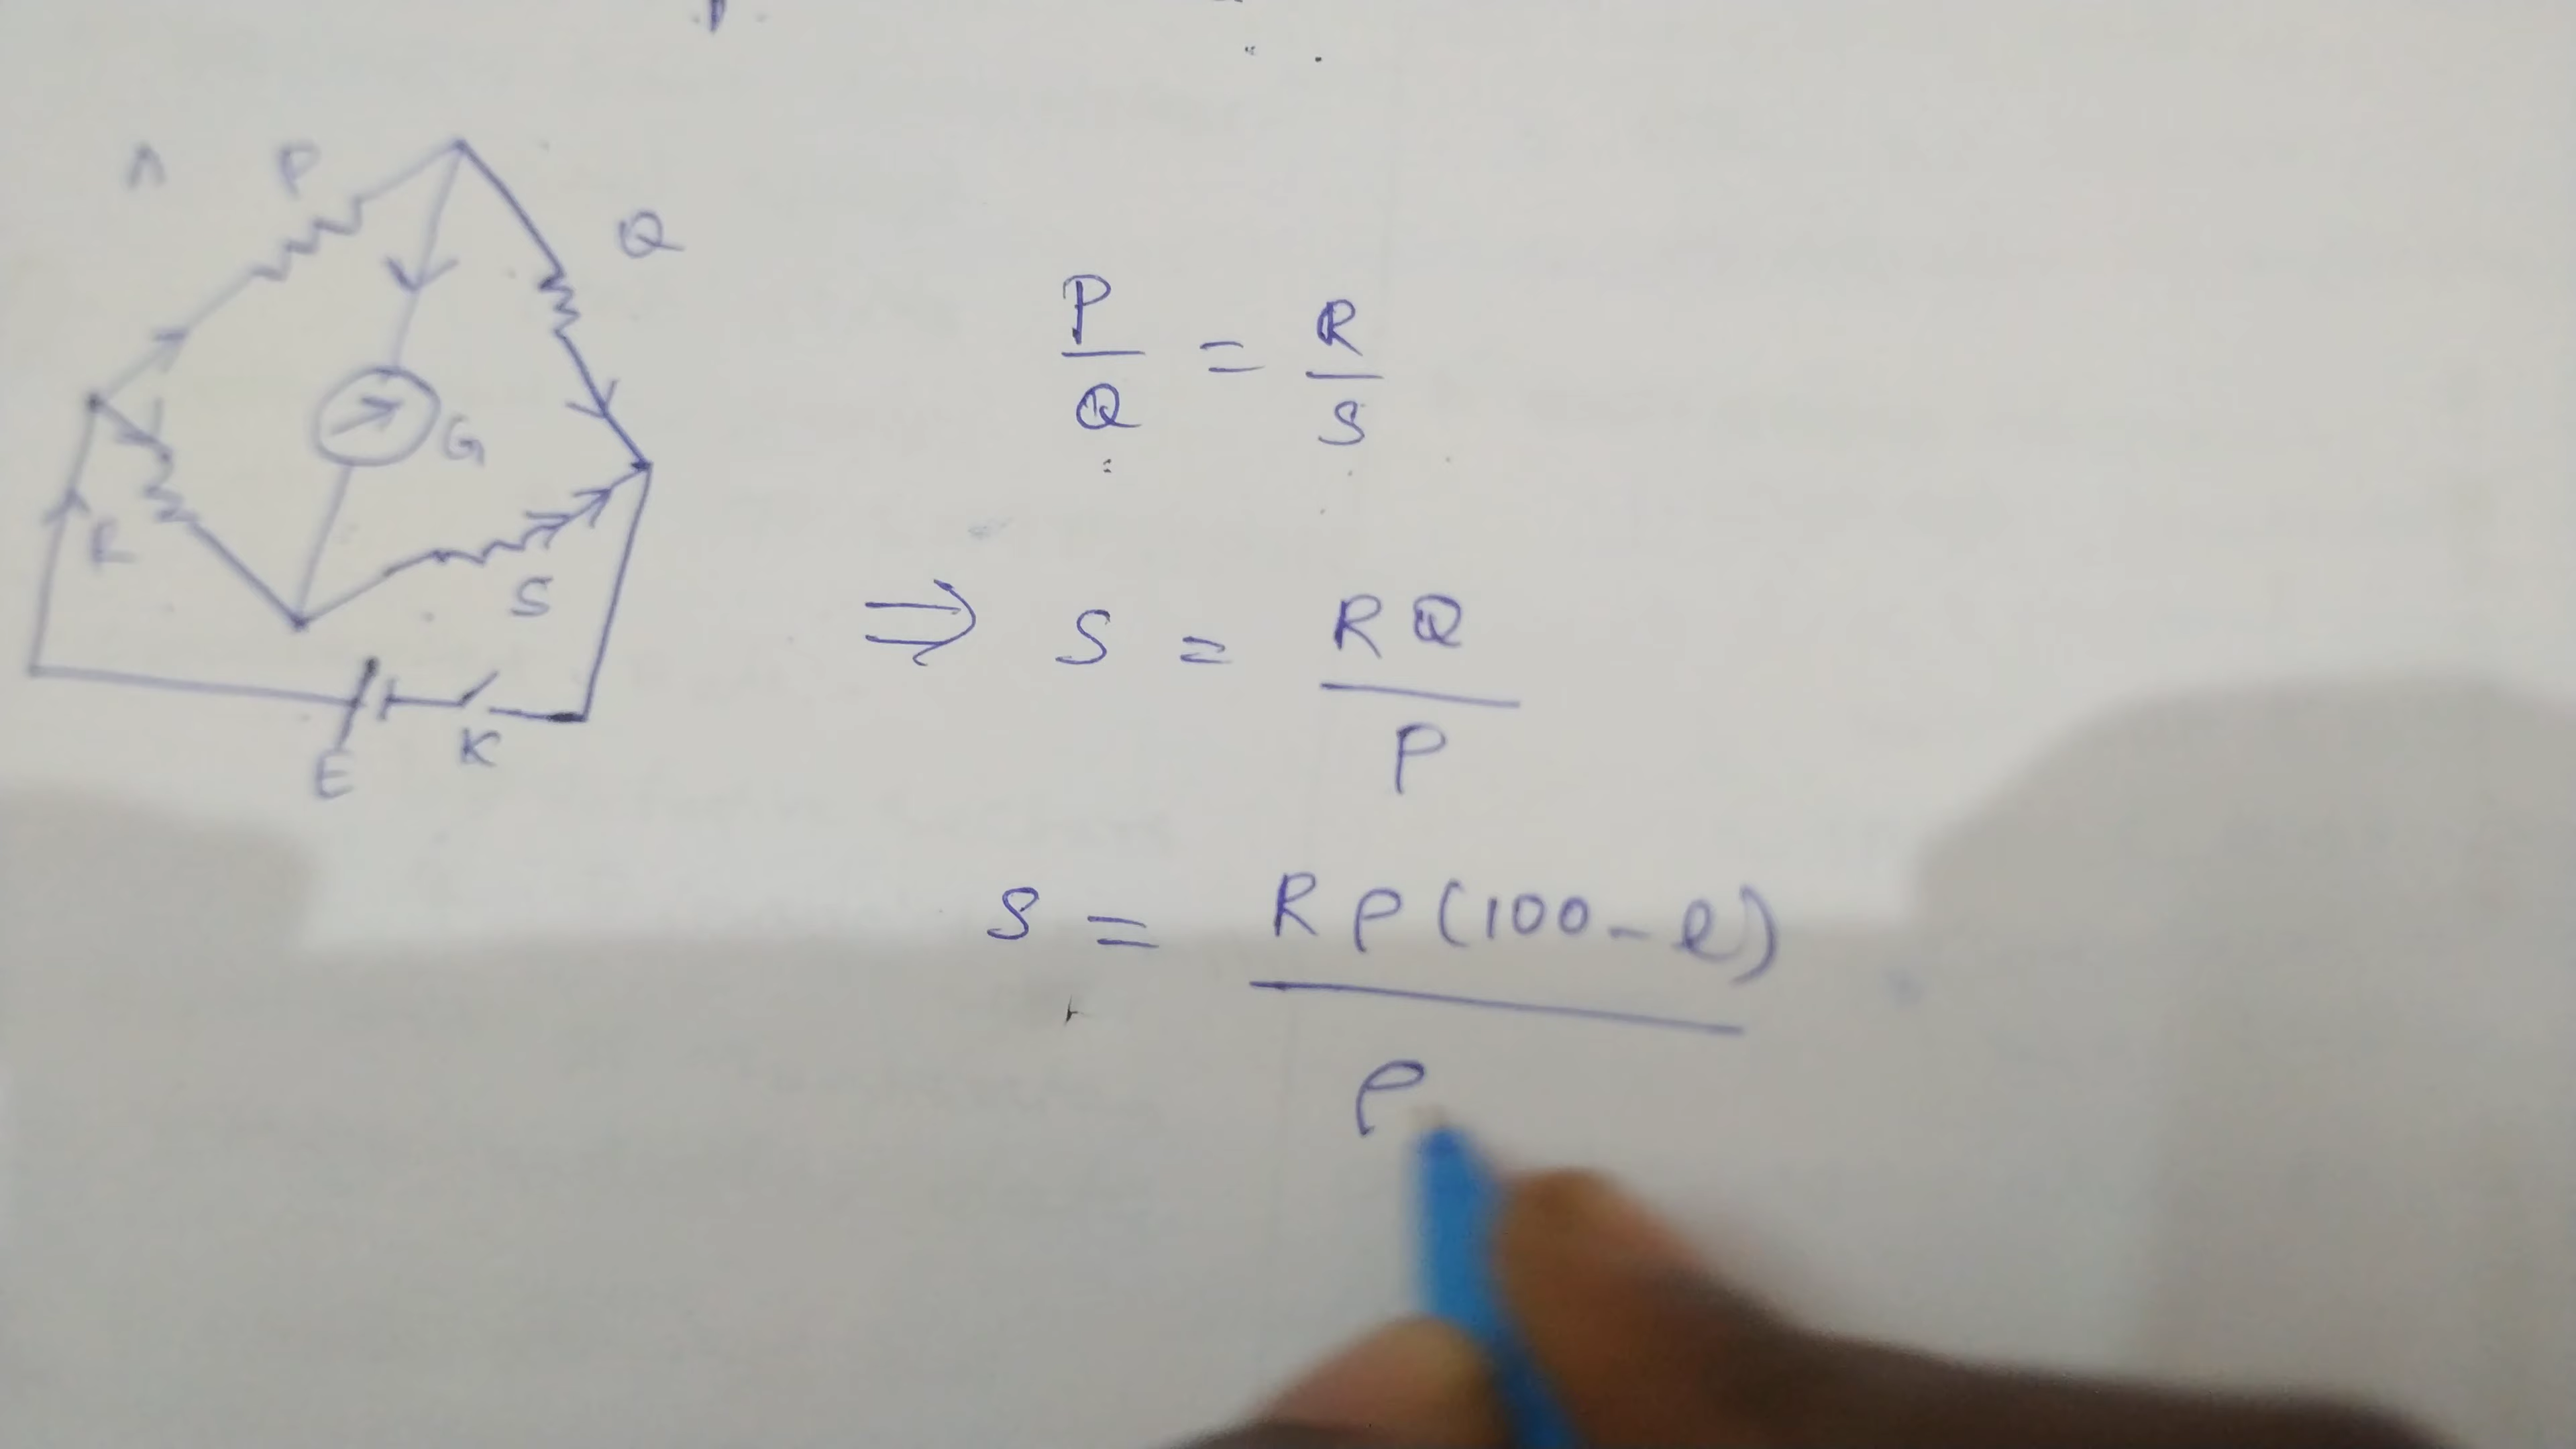 A P
Q
G
R
S
E K
P/Q = R/S
⇒ S = RQ/P
S = Rρ(100-l)/ρ